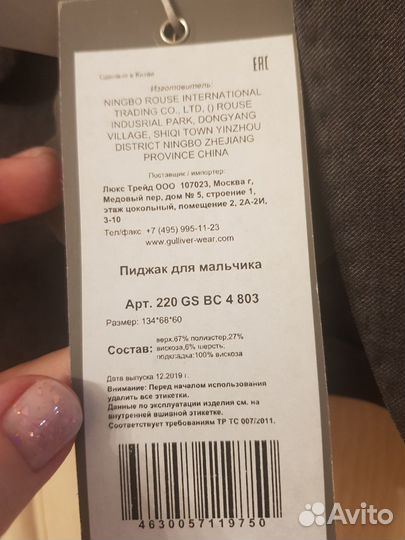 Сделано в Китае
EAC
Изготовитель:
NINGBO ROUSE INTERNATIONAL
TRADING CO., LTD, () ROUSE
INDUSRIAL PARK, DONGYANG
VILLAGE, SHIQI TOWN YINZHOU
DISTRICT NINGBO ZHEJIANG
PROVINCE CHINA
Поставщик / импортер:
Люкс Трейд ООО 107023, Москва г,
Медовый пер, дом № 5, строение 1,
этаж цокольный, помещение 2, 2А-2И,
3-10
Тел/факс +7 (495) 995-11-23
www.gulliver-wear.com
Пиджак для мальчика
Арт. 220 GS BC 4 803
Размер: 134*68*60
Состав: верх:67% полиэстер,27%
вискоза,6% шерсть;
подкладка:100% вискоза
Дата выпуска 12.2019 г.
Внимание: Перед началом использования
удалить все этикетки.
Данные по эксплуатации изделия см. на
внутренней вшивной этикетке.
Соответствует требованиям ТР ТС 007/2011.
4630057119750
Avito